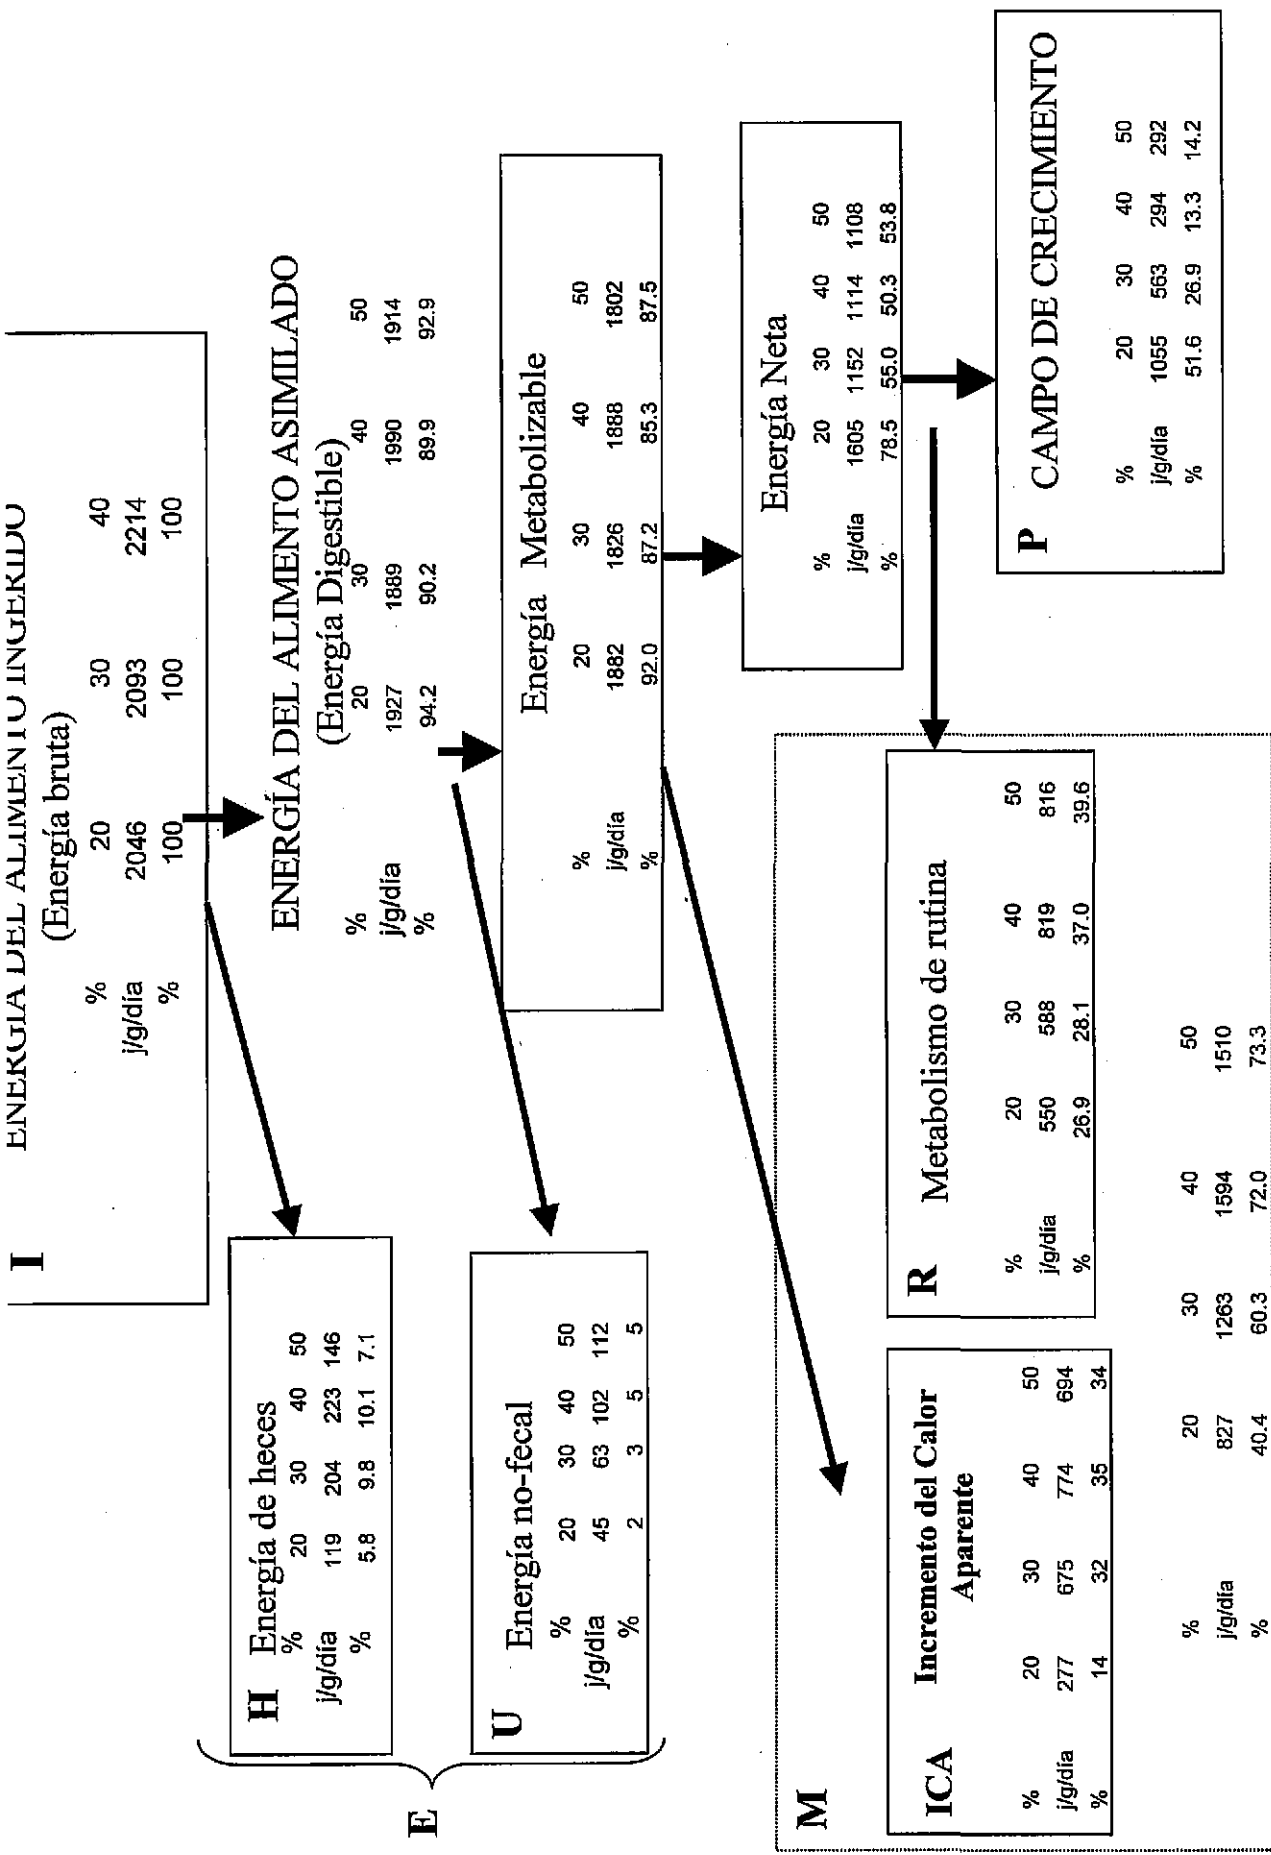 I
ENERGÍA DEL ALIMENTO INGERIDO
(Energía bruta)
% 20 30 40
j/g/día 2046 2093 2214
% 100 100 100
H Energía de heces
% 20 30 40 50
j/g/día 119 204 223 146
% 5.8 9.8 10.1 7.1
ENERGÍA DEL ALIMENTO ASIMILADO
(Energía Digestible)
% 20 30 40 50
j/g/día 1927 1889 1990 1914
% 94.2 90.2 89.9 92.9
E
U Energía no-fecal
% 20 30 40 50
j/g/día 45 63 102 112
% 2 3 5 5
Energía Metabolizable
% 20 30 40 50
j/g/día 1882 1826 1888 1802
% 92.0 87.2 85.3 87.5
Energía Neta
% 20 30 40 50
j/g/día 1605 1152 1114 1108
% 78.5 55.0 50.3 53.8
M
ICA Incremento del Calor
Aparente
% 20 30 40 50
j/g/día 277 675 774 694
% 14 32 35 34
R Metabolismo de rutina
% 20 30 40 50
j/g/día 550 588 819 816
% 26.9 28.1 37.0 39.6
P CAMPO DE CRECIMIENTO
% 20 30 40 50
j/g/día 1055 563 294 292
% 51.6 26.9 13.3 14.2
% 20 30 40 50
j/g/día 827 1263 1594 1510
% 40.4 60.3 72.0 73.3